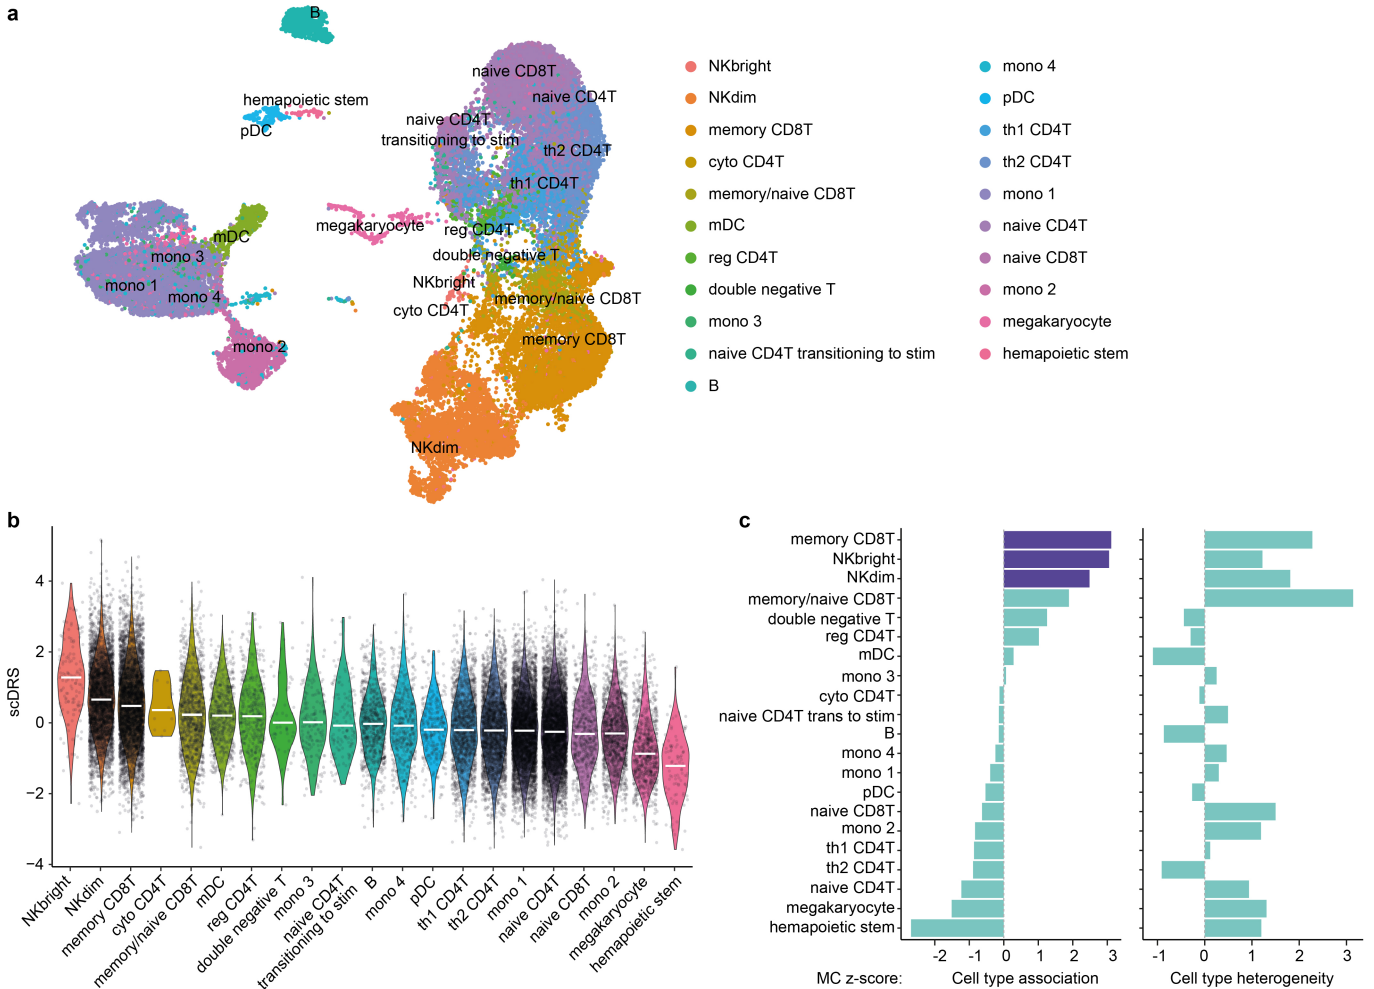 a
B
hemapoietic stem
pDC
naive CD8T
naive CD4T
naive CD4T
transitioning to stim
th2 CD4T
th1 CD4T
megakaryocyte
reg CD4T
mDC
double negative T
mono 3
NKbright
mono 1
mono 4
memory/naive CD8T
cyto CD4T
memory CD8T
mono 2
NKdim
NKbright
NKdim
memory CD8T
cyto CD4T
memory/naive CD8T
mDC
reg CD4T
double negative T
mono 3
naive CD4T transitioning to stim
B
mono 4
pDC
th1 CD4T
th2 CD4T
mono 1
naive CD4T
naive CD8T
mono 2
megakaryocyte
hemapoietic stem
b
scDRS
4
2
0
−2
−4
NKbright
NKdim
memory CD8T
cyto CD4T
memory/naive CD8T
mDC
reg CD4T
double negative T
mono 3
naive CD4T
transitioning to stim
B
mono 4
pDC
th1 CD4T
th2 CD4T
mono 1
naive CD4T
naive CD8T
mono 2
megakaryocyte
hemapoietic stem
c
memory CD8T
NKbright
NKdim
memory/naive CD8T
double negative T
reg CD4T
mDC
mono 3
cyto CD4T
naive CD4T trans to stim
B
mono 4
mono 1
pDC
naive CD8T
mono 2
th1 CD4T
th2 CD4T
naive CD4T
megakaryocyte
hemapoietic stem
-2 -1 0 1 2 3
-1 0 1 2 3
MC z-score: Cell type association
Cell type heterogeneity